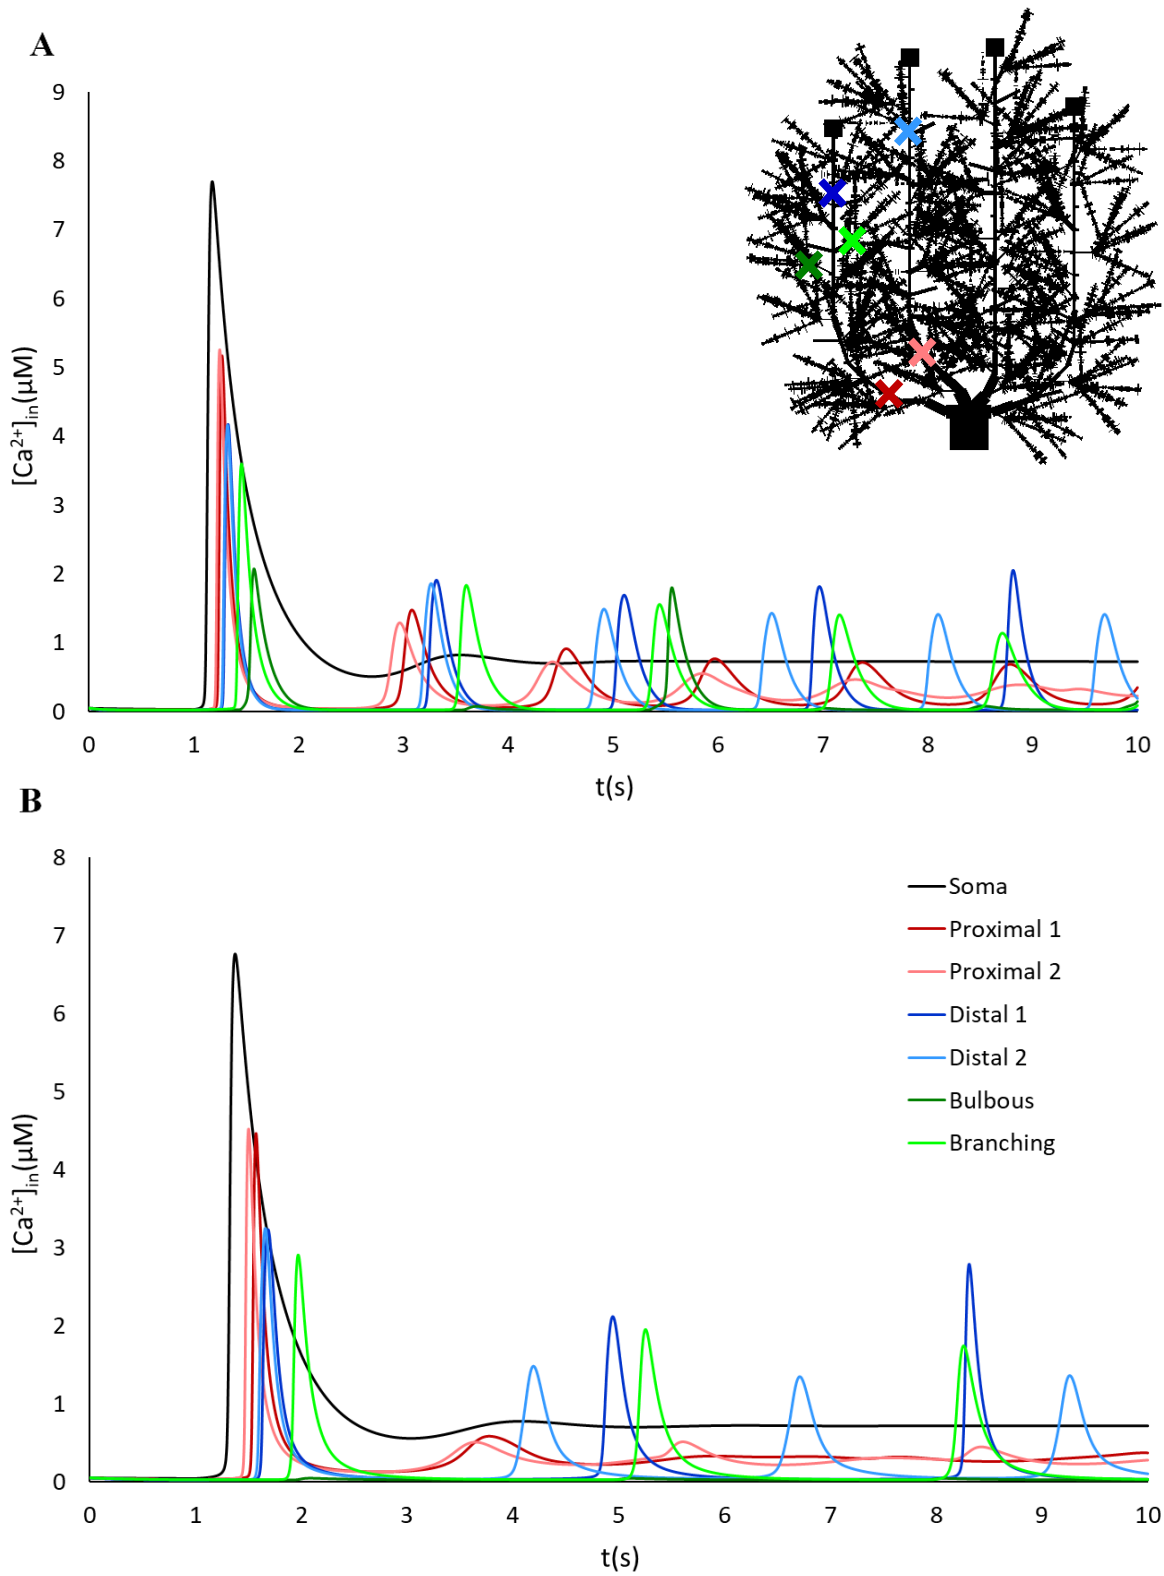 A
9
8
7
6
5
4
3
2
1
0
[Ca²⁺]in(µM)
0 1 2 3 4 5 6 7 8 9 10
t(s)
B
8
7
6
5
4
3
2
1
0
[Ca²⁺]in(µM)
Soma
Proximal 1
Proximal 2
Distal 1
Distal 2
Bulbous
Branching
0 1 2 3 4 5 6 7 8 9 10
t(s)